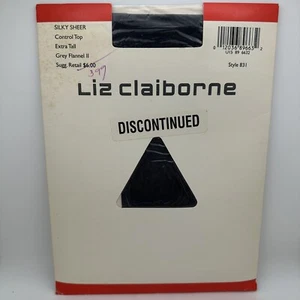 SILKY SHEER
Control Top
Extra Tall
Grey Flannel II
Sugg. Retail $6.00
Style 831
Liz claiborne
DISCONTINUED